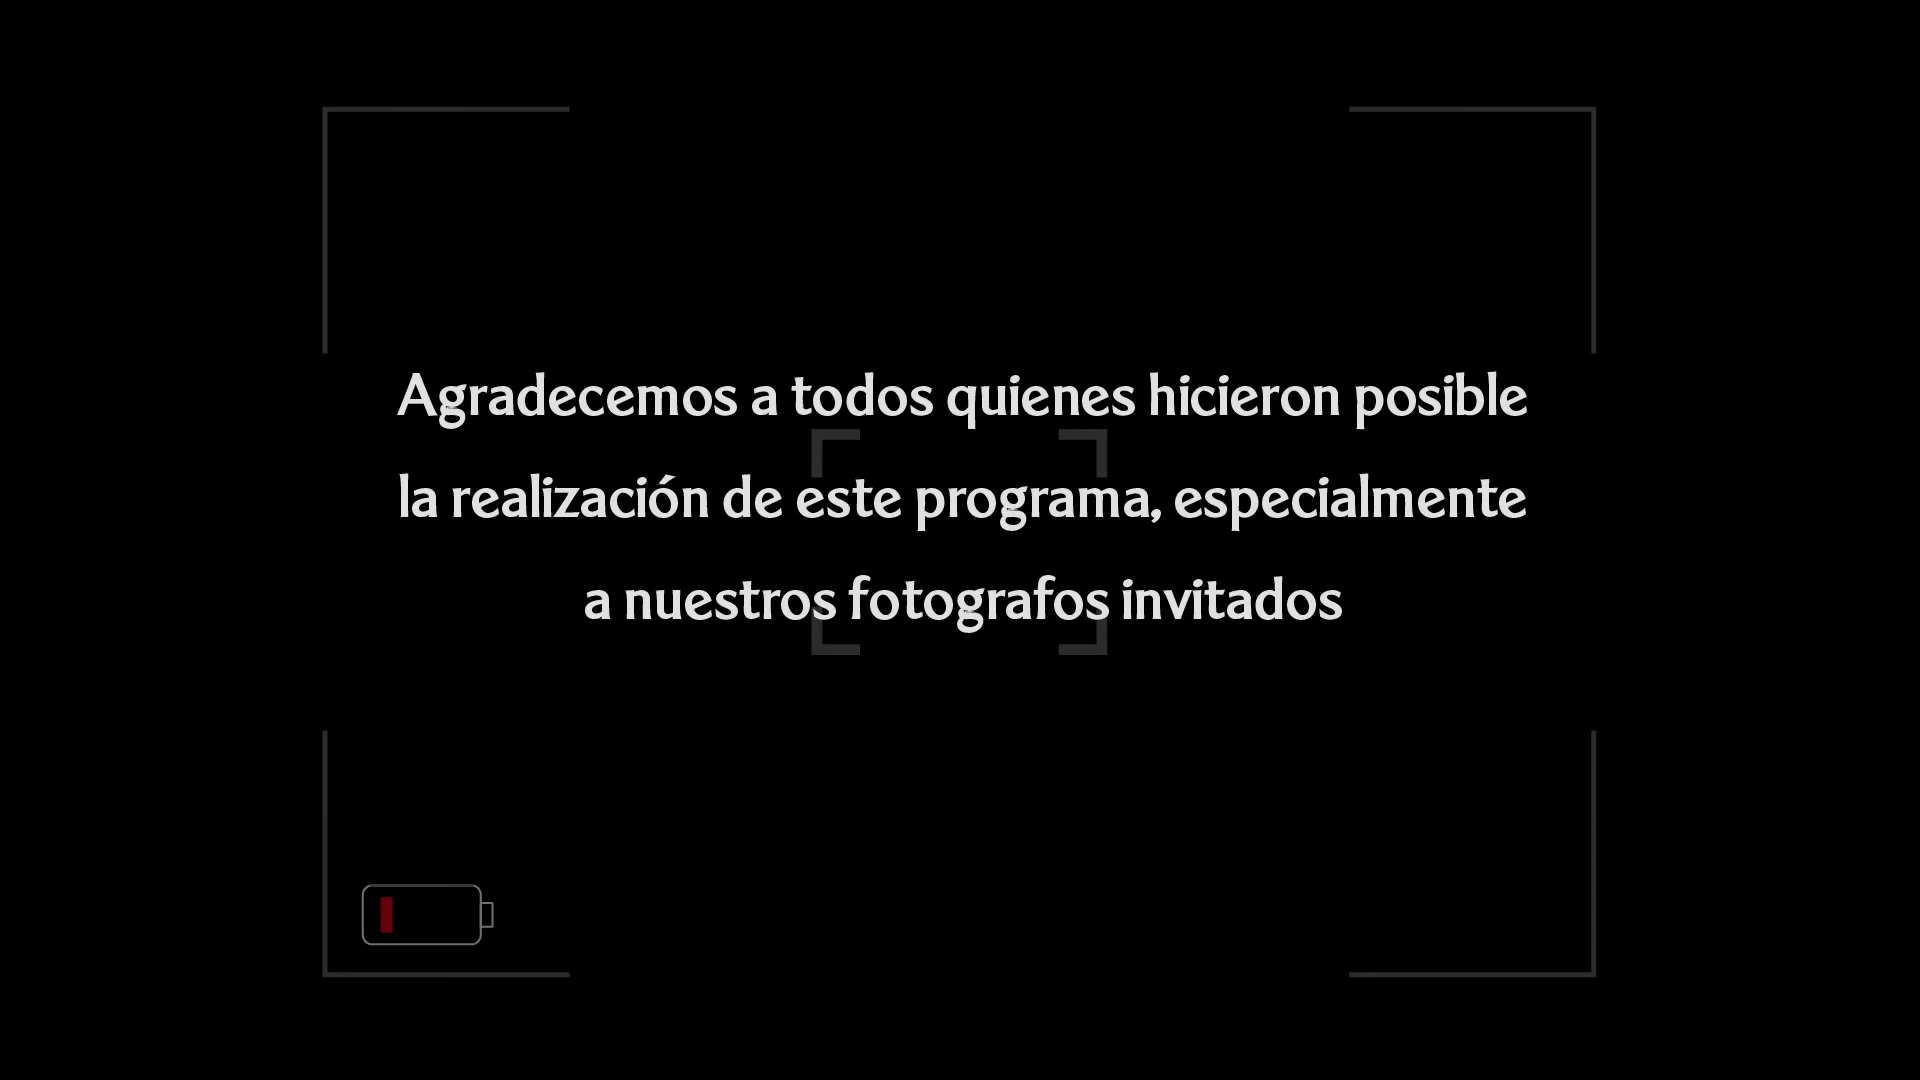 Agradecemos a todos quienes hicieron posible
la realización de este programa, especialmente
a nuestros fotografos invitados